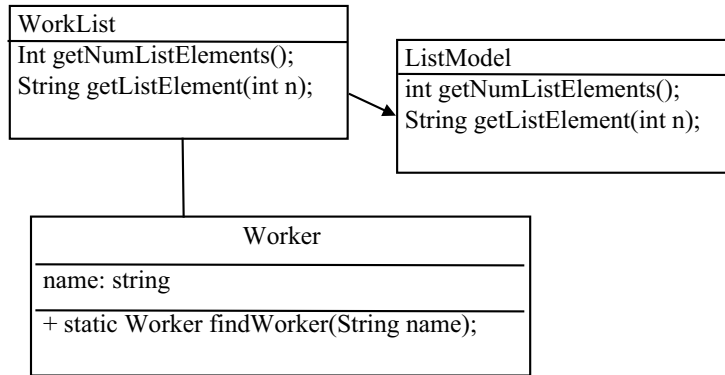 WorkList
Int getNumListElements();
String getListElement(int n);
ListModel
int getNumListElements();
String getListElement(int n);
Worker
name: string
+ static Worker findWorker(String name);